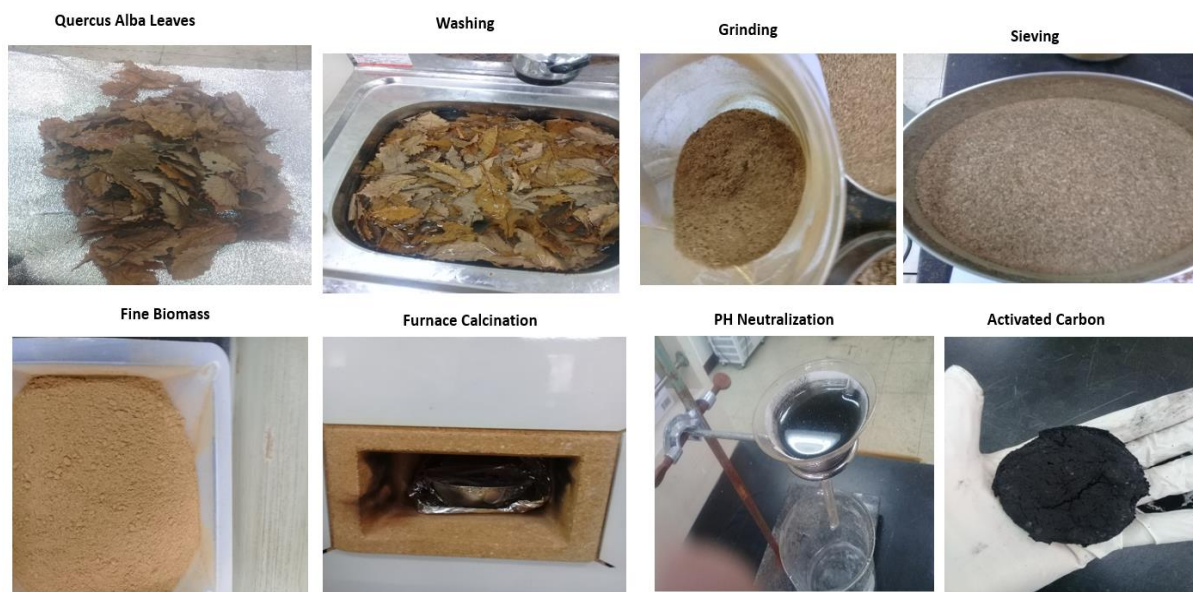 Quercus Alba Leaves
Washing
Grinding
Sieving
Fine Biomass
Furnace Calcination
PH Neutralization
Activated Carbon